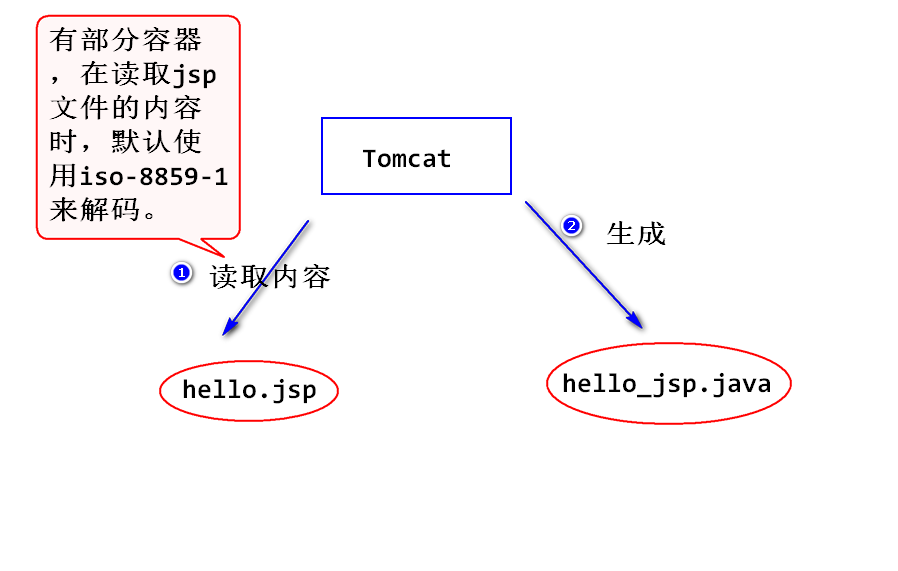 有部分容器
，在读取jsp
文件的内容
时，默认使
用iso-8859-1
来解码。
Tomcat
2 生成
1 读取内容
hello.jsp
hello_jsp.java